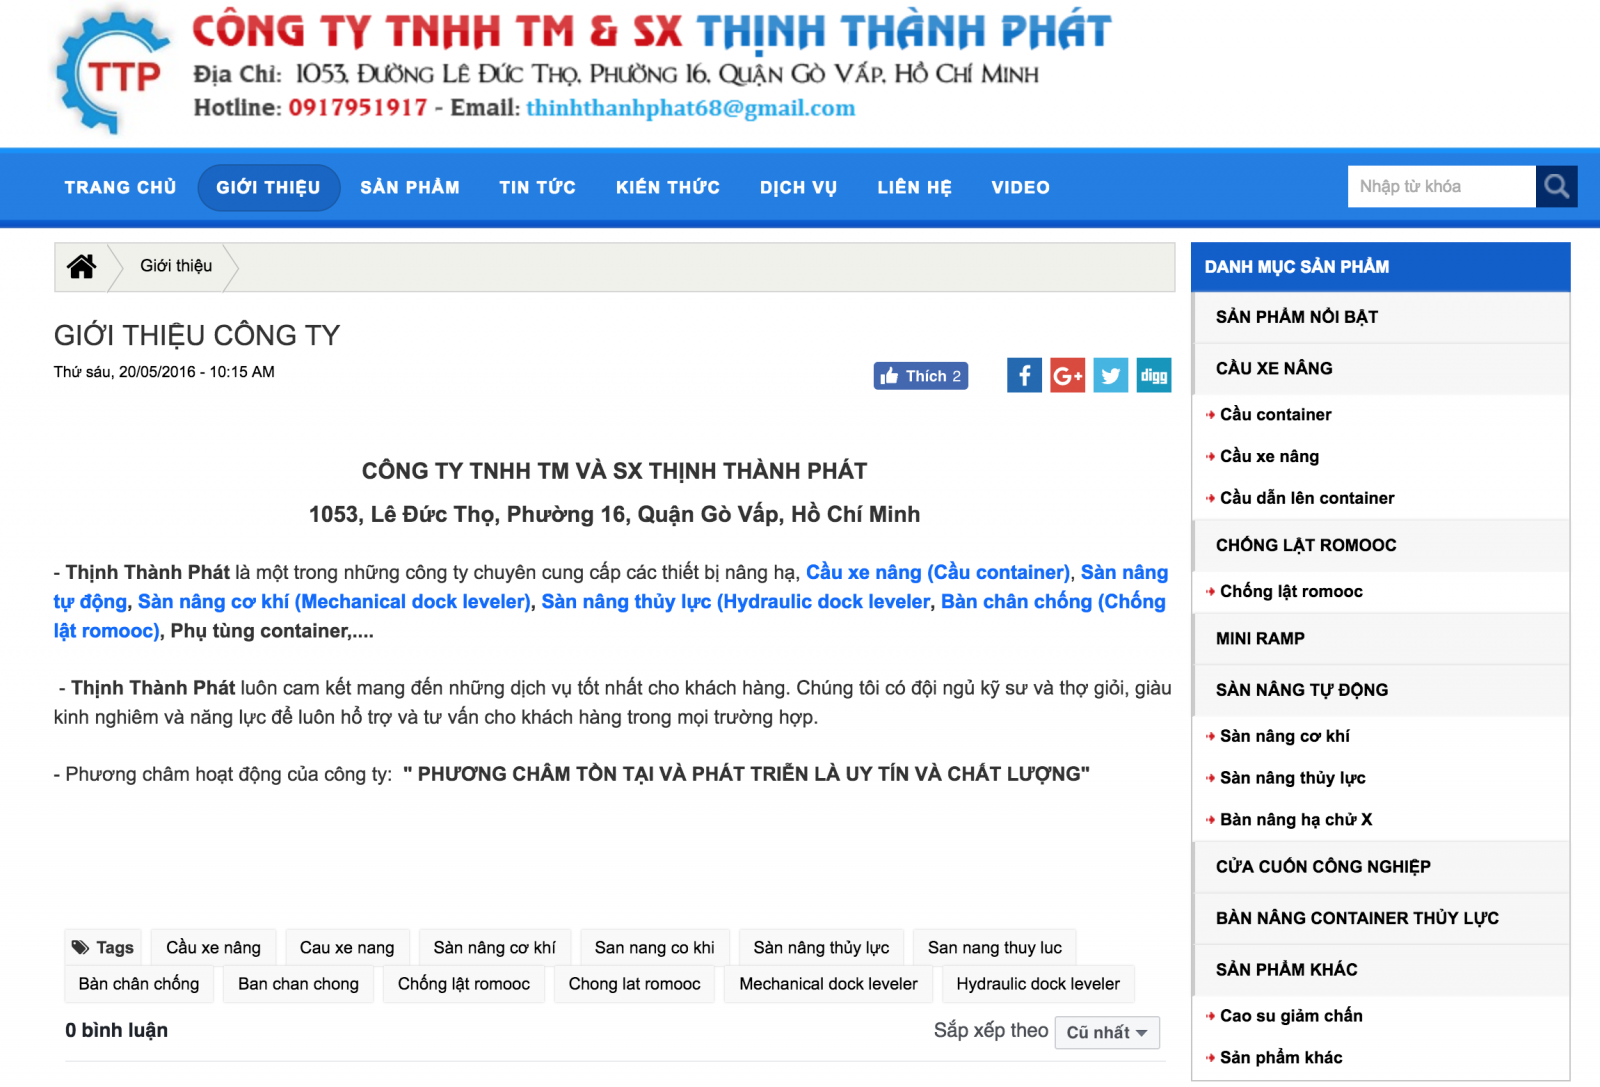 TTP
CÔNG TY TNHH TM & SX THỊNH THÀNH PHÁT
Địa Chỉ: 1053, ĐƯỜNG LÊ ĐỨC THỌ, PHƯỜNG 16, QUẬN GÒ VẤP, HỒ CHÍ MINH
Hotline: 0917951917 - Email: thinhthanhphat68@gmail.com
TRANG CHỦ GIỚI THIỆU SẢN PHẨM TIN TỨC KIẾN THỨC DỊCH VỤ LIÊN HỆ VIDEO Nhập từ khóa
Giới thiệu
GIỚI THIỆU CÔNG TY
Thứ sáu, 20/05/2016 - 10:15 AM
Thích 2 f G+ digg
CÔNG TY TNHH TM VÀ SX THỊNH THÀNH PHÁT
1053, Lê Đức Thọ, Phường 16, Quận Gò Vấp, Hồ Chí Minh
- Thịnh Thành Phát là một trong những công ty chuyên cung cấp các thiết bị nâng hạ, Cầu xe nâng (Cầu container), Sàn nâng
tự động, Sàn nâng cơ khí (Mechanical dock leveler), Sàn nâng thủy lực (Hydraulic dock leveler, Bàn chân chống (Chống
lật romooc), Phụ tùng container,....
- Thịnh Thành Phát luôn cam kết mang đến những dịch vụ tốt nhất cho khách hàng. Chúng tôi có đội ngủ kỹ sư và thợ giỏi, giàu
kinh nghiêm và năng lực để luôn hổ trợ và tư vấn cho khách hàng trong mọi trường hợp.
- Phương châm hoạt động của công ty: " PHƯƠNG CHÂM TỒN TẠI VÀ PHÁT TRIỂN LÀ UY TÍN VÀ CHẤT LƯỢNG"
Tags Cầu xe nâng Cau xe nang Sàn nâng cơ khí San nang co khi Sàn nâng thủy lực San nang thuy luc
Bàn chân chống Ban chan chong Chống lật romooc Chong lat romooc Mechanical dock leveler Hydraulic dock leveler
0 bình luận Sắp xếp theo Cũ nhất
DANH MỤC SẢN PHẨM
SẢN PHẨM NỔI BẬT
CẦU XE NÂNG
Cầu container
Cầu xe nâng
Cầu dẫn lên container
CHỐNG LẬT ROMOOC
Chống lật romooc
MINI RAMP
SÀN NÂNG TỰ ĐỘNG
Sàn nâng cơ khí
Sàn nâng thủy lực
Bàn nâng hạ chử X
CỬA CUỐN CÔNG NGHIỆP
BÀN NÂNG CONTAINER THỦY LỰC
SẢN PHẨM KHÁC
Cao su giảm chấn
Sản phẩm khác